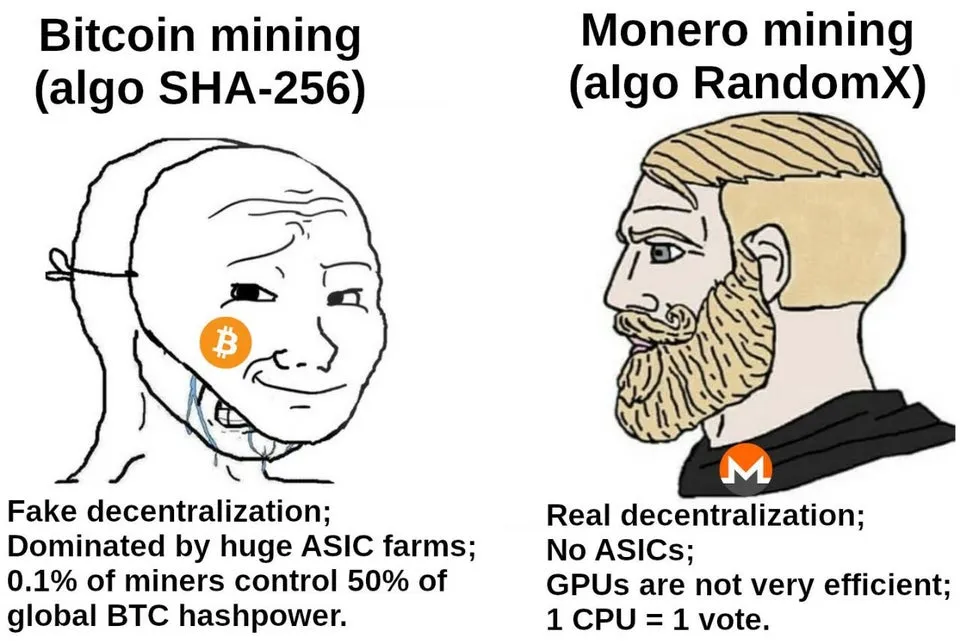 Bitcoin mining
(algo SHA-256)
Fake decentralization;
Dominated by huge ASIC farms;
0.1% of miners control 50% of
global BTC hashpower.
Monero mining
(algo RandomX)
Real decentralization;
No ASICs;
GPUs are not very efficient;
1 CPU = 1 vote.